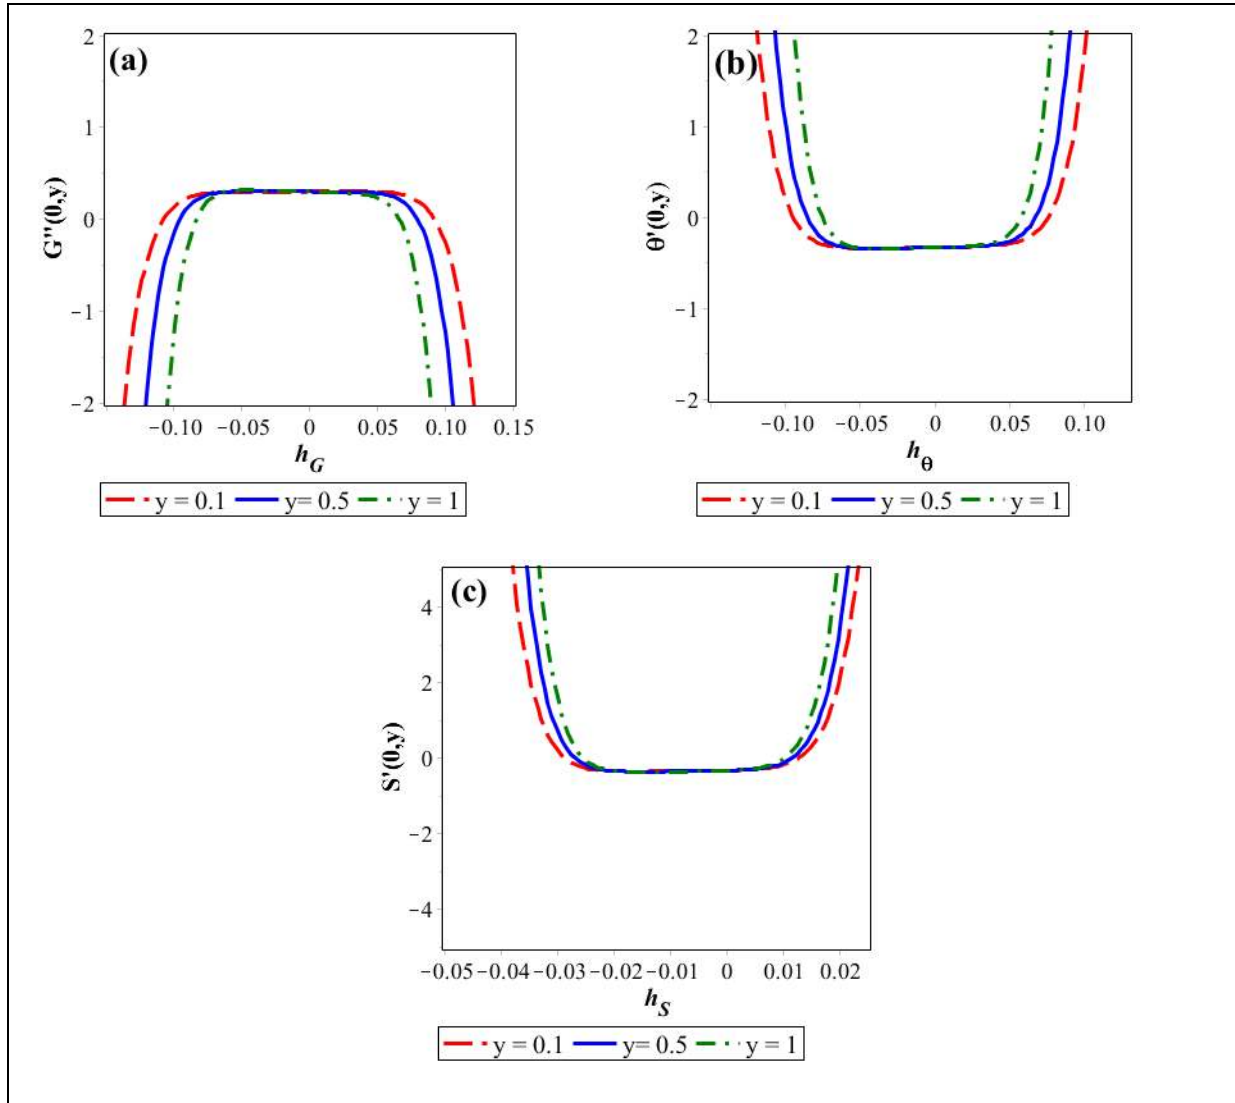 (a)
2
1
0
−1
−2
G''(0,y)
−0.10 −0.05 0 0.05 0.10 0.15
h_G
y = 0.1 y= 0.5 y = 1
(b)
2
1
0
−1
−2
θ'(0,y)
−0.10 −0.05 0 0.05 0.10
h_θ
y = 0.1 y= 0.5 y = 1
(c)
4
2
0
−2
−4
S'(0,y)
−0.05 −0.04 −0.03 −0.02 −0.01 0 0.01 0.02
h_S
y = 0.1 y= 0.5 y = 1